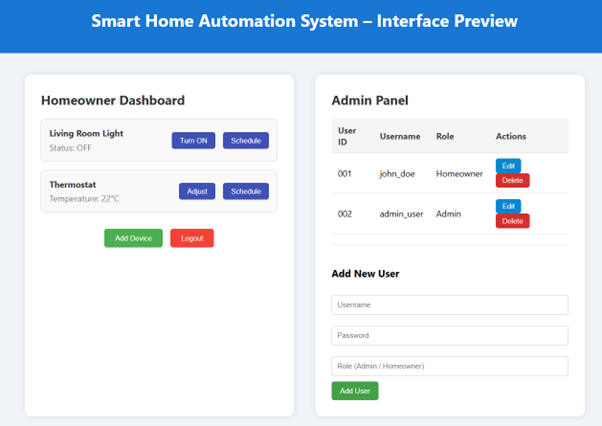 Smart Home Automation System – Interface Preview
Homeowner Dashboard
Living Room Light
Status: OFF
Turn ON
Schedule
Thermostat
Temperature: 22°C
Adjust
Schedule
Add Device
Logout
Admin Panel
User ID Username Role Actions
001 john_doe Homeowner Edit
Delete
002 admin_user Admin Edit
Delete
Add New User
Username
Password
Role (Admin / Homeowner)
Add User